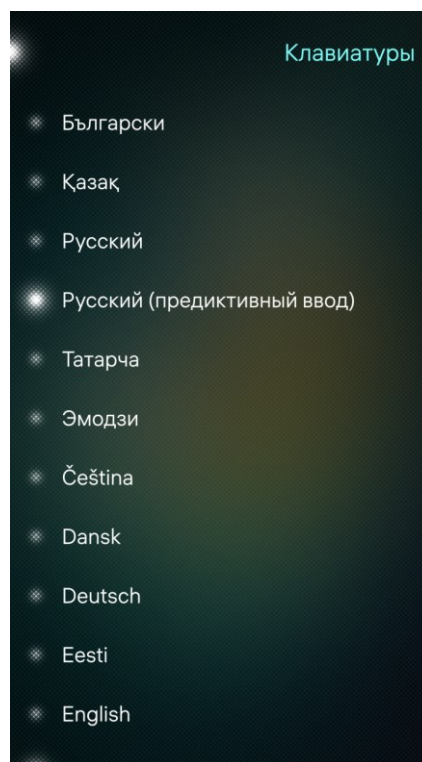 Клавиатуры
Български
Қазақ
Русский
Русский (предиктивный ввод)
Татарча
Эмодзи
Čeština
Dansk
Deutsch
Eesti
English